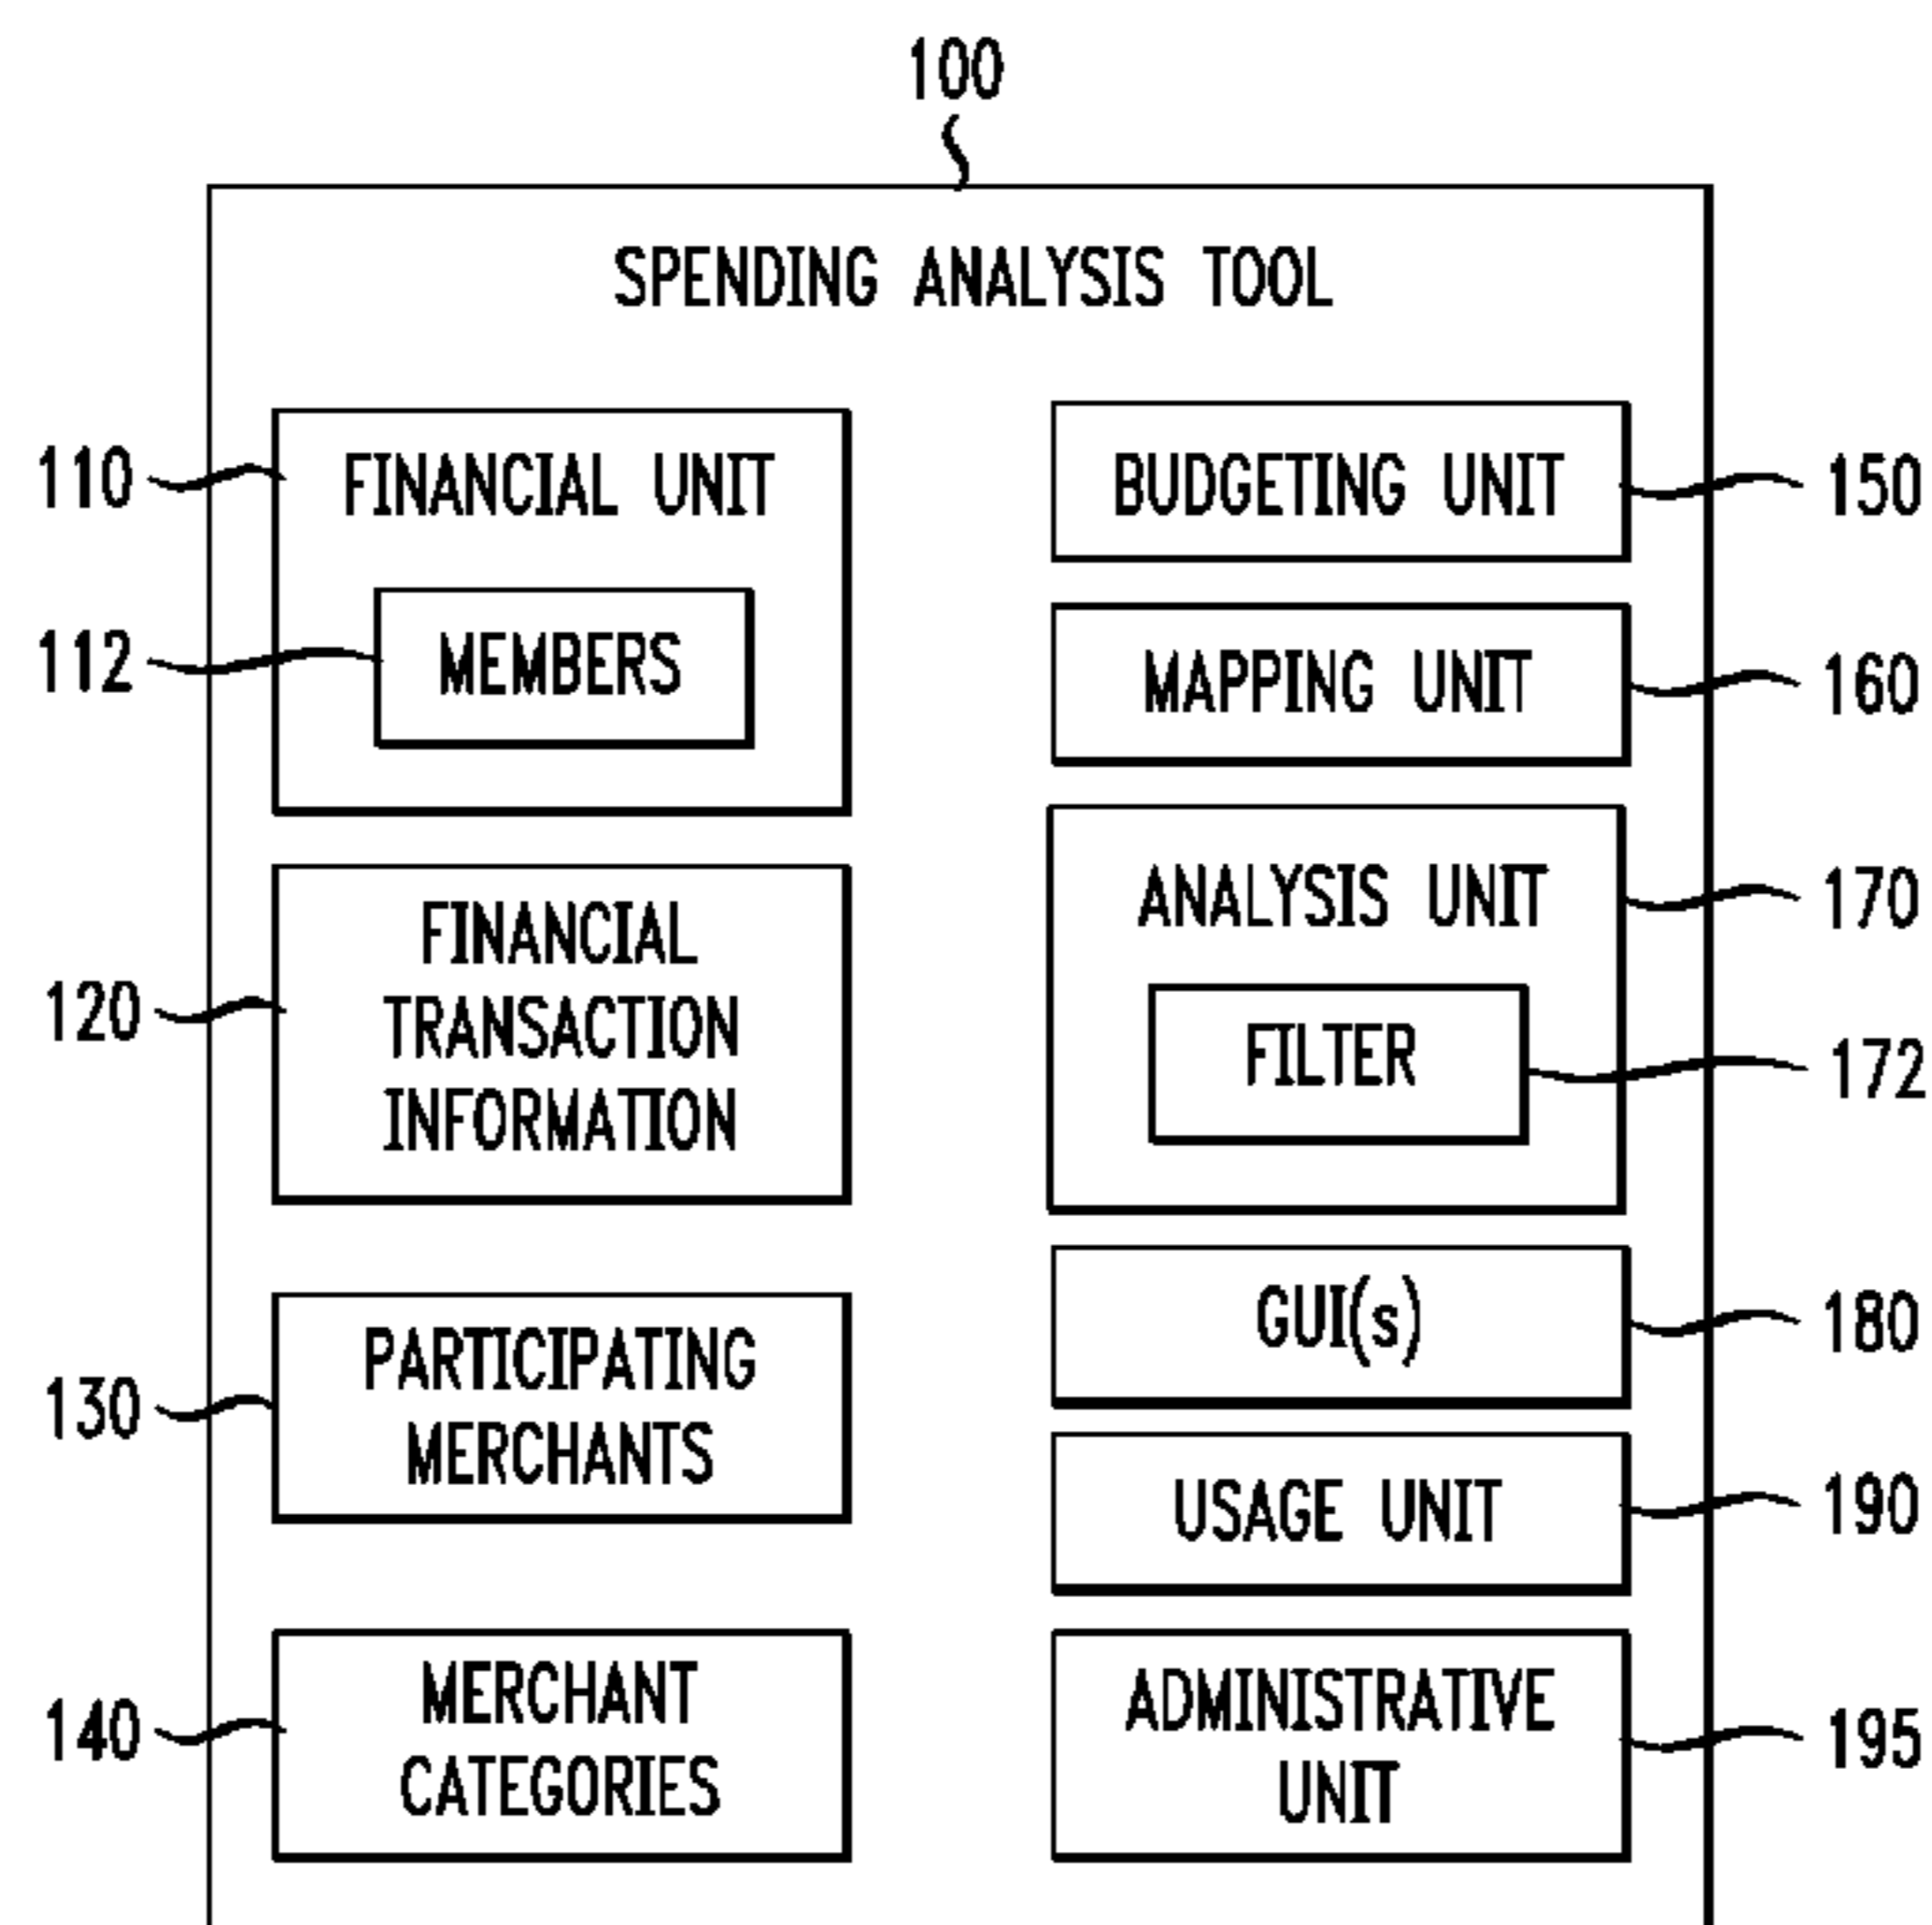 100
SPENDING ANALYSIS TOOL
110
FINANCIAL UNIT
112
MEMBERS
120
FINANCIAL
TRANSACTION
INFORMATION
130
PARTICIPATING
MERCHANTS
140
MERCHANT
CATEGORIES
BUDGETING UNIT
150
MAPPING UNIT
160
ANALYSIS UNIT
170
FILTER
172
GUI(s)
180
USAGE UNIT
190
ADMINISTRATIVE
UNIT
195